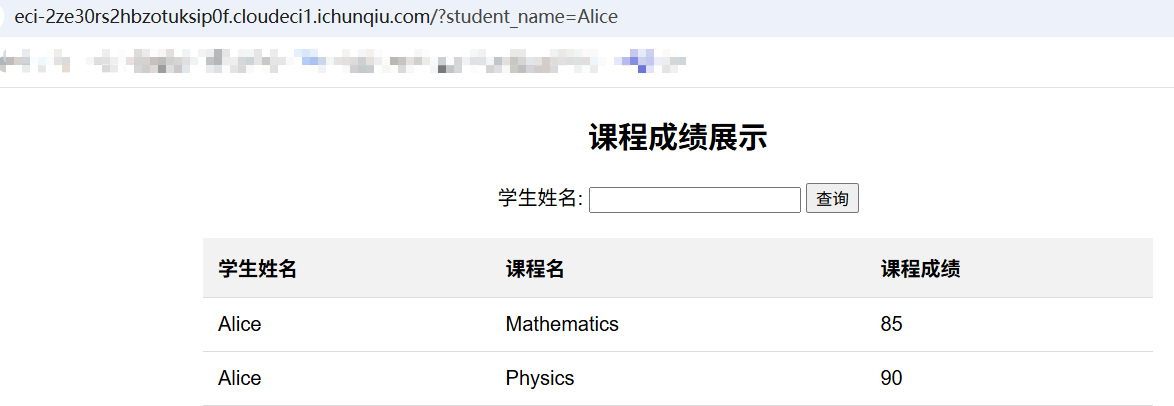 eci-2ze30rs2hbzotuksip0f.cloudeci1.ichunqiu.com/?student_name=Alice
课程成绩展示
学生姓名: 查询
学生姓名 课程名 课程成绩
Alice Mathematics 85
Alice Physics 90